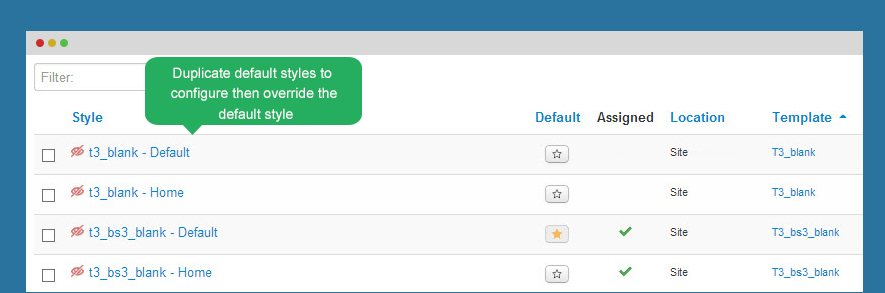 Filter:
Duplicate default styles to
configure then override the
default style
Style Default Assigned Location Template
t3_blank - Default Site T3_blank
t3_blank - Home Site T3_blank
t3_bs3_blank - Default Site T3_bs3_blank
t3_bs3_blank - Home Site T3_bs3_blank